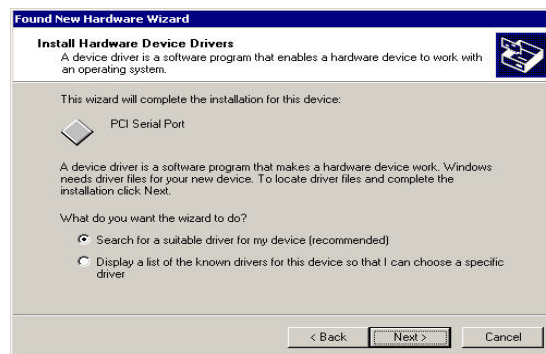 Found New Hardware Wizard
Install Hardware Device Drivers
A device driver is a software program that enables a hardware device to work with
an operating system.
This wizard will complete the installation for this device:
PCI Serial Port
A device driver is a software program that makes a hardware device work. Windows
needs driver files for your new device. To locate driver files and complete the
installation click Next.
What do you want the wizard to do?
Search for a suitable driver for my device (recommended)
Display a list of the known drivers for this device so that I can choose a specific
driver
< Back Next > Cancel